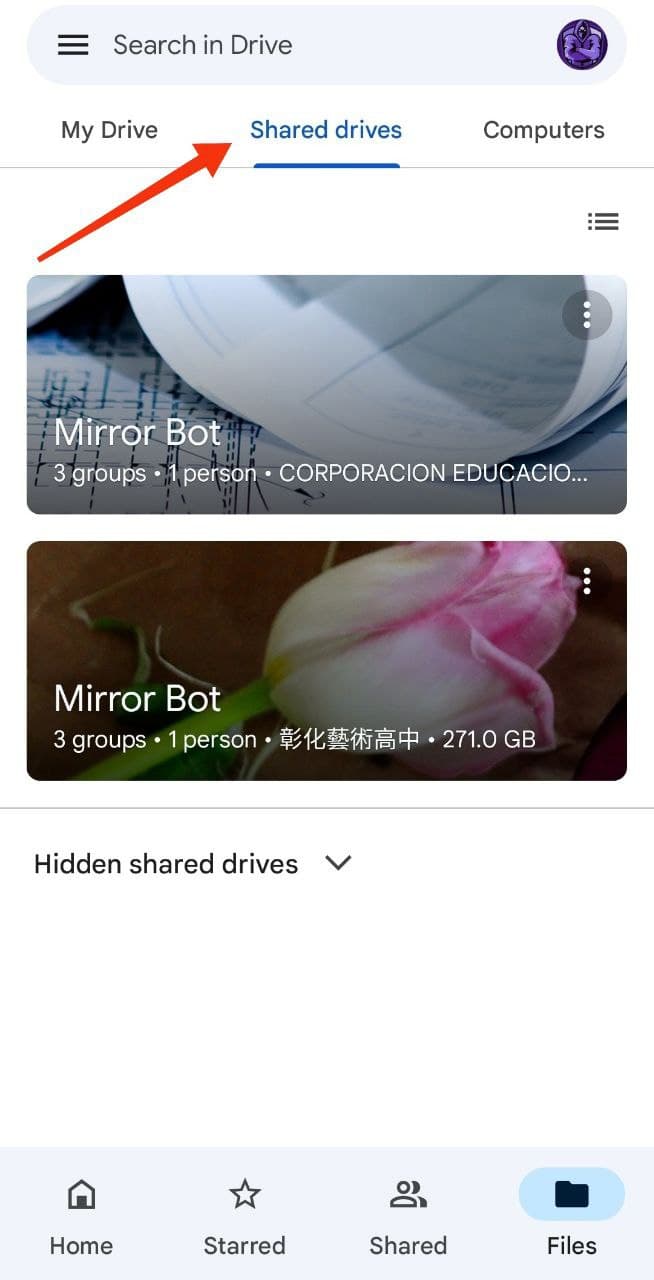 Search in Drive
My Drive
Shared drives
Computers
Mirror Bot
3 groups • 1 person • CORPORACION EDUCACIO...
Mirror Bot
3 groups • 1 person • 彰化藝術高中 • 271.0 GB
Hidden shared drives
Home
Starred
Shared
Files